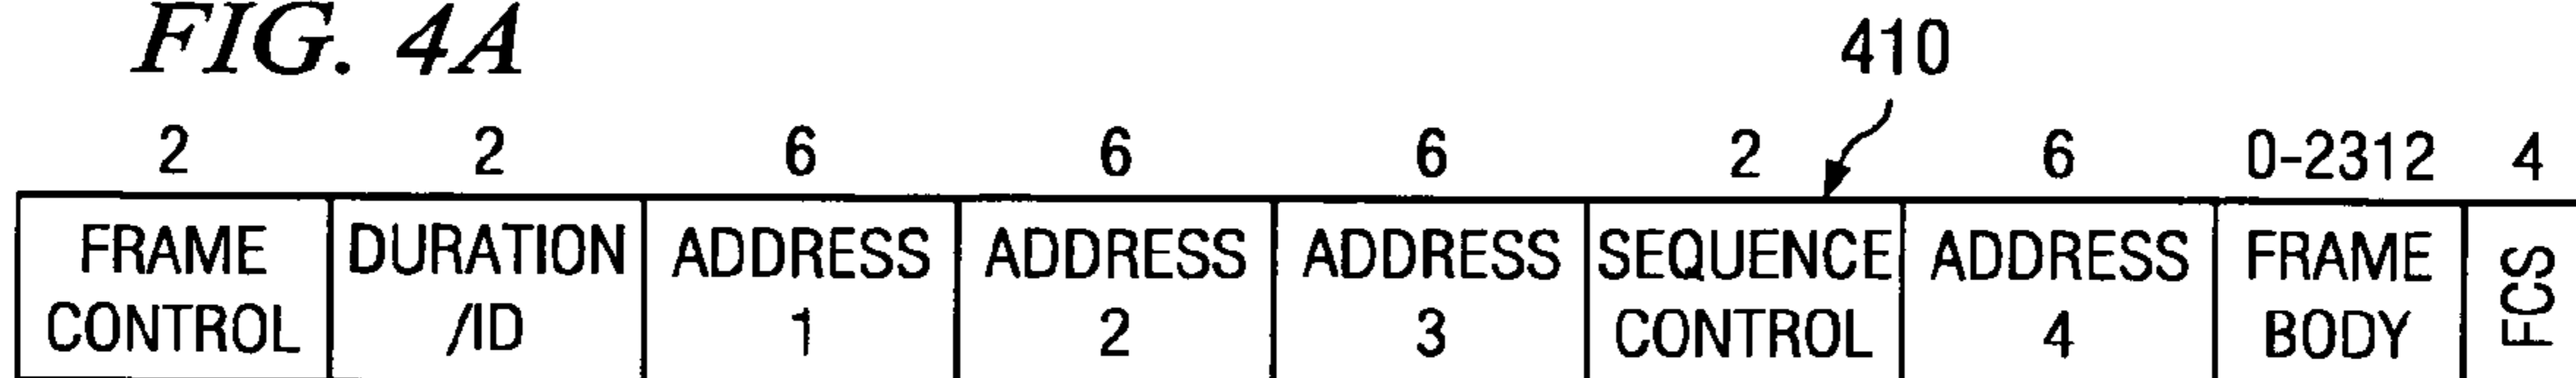 FIG. 4A
410
2 2 6 6 6 2 6 0-2312 4
FRAME CONTROL
DURATION /ID
ADDRESS 1
ADDRESS 2
ADDRESS 3
SEQUENCE CONTROL
ADDRESS 4
FRAME BODY
FCS